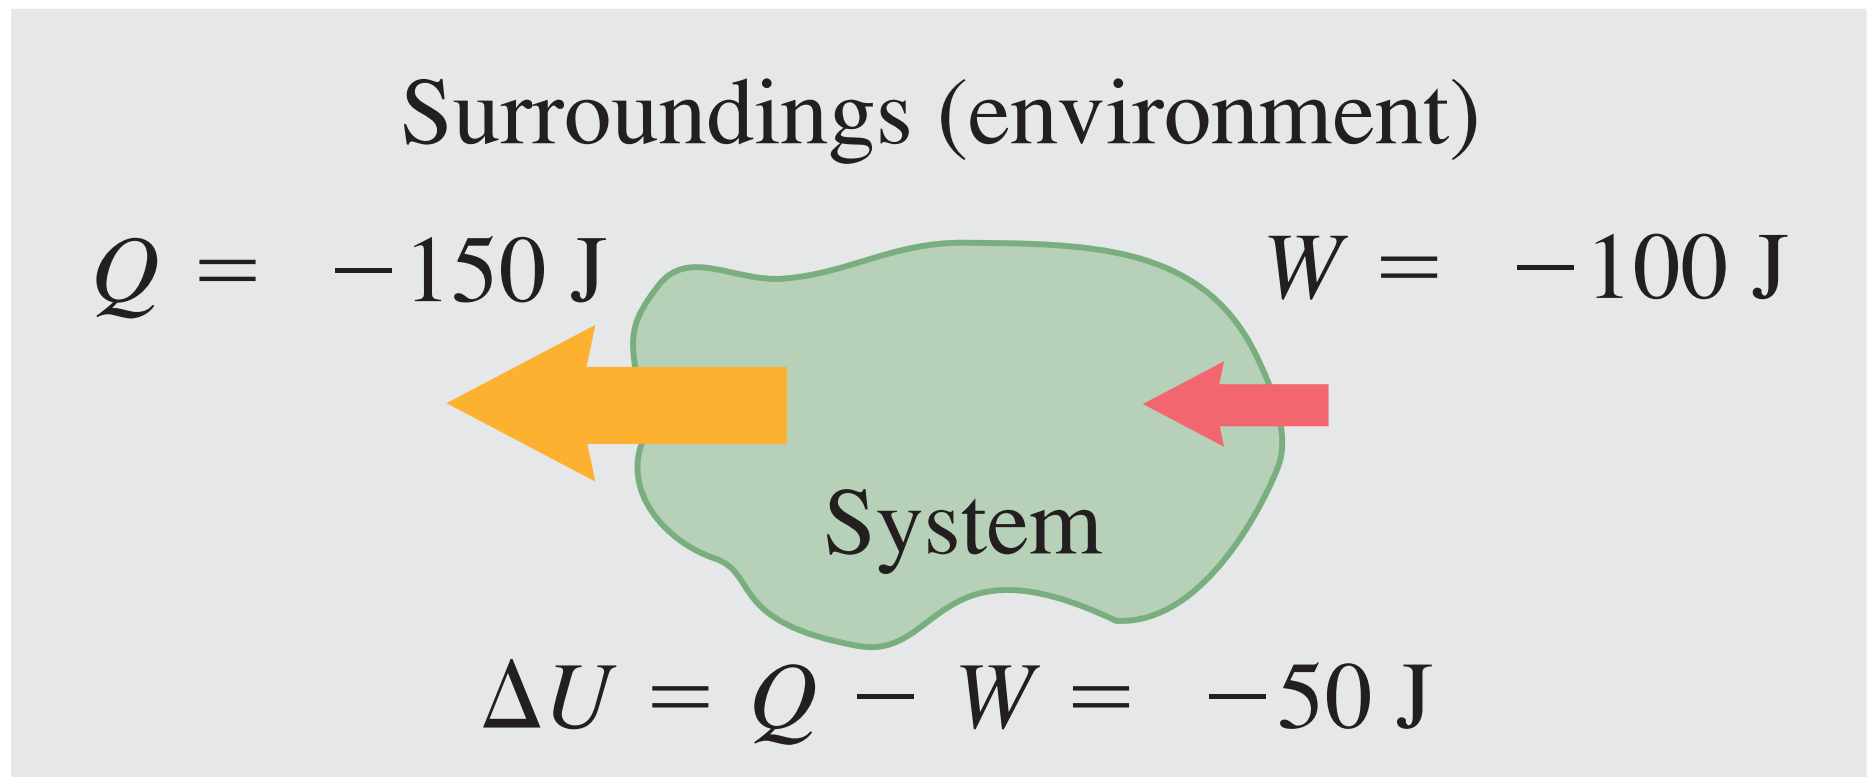 Surroundings (environment)
Q = −150 J
W = −100 J
System
ΔU = Q − W = −50 J